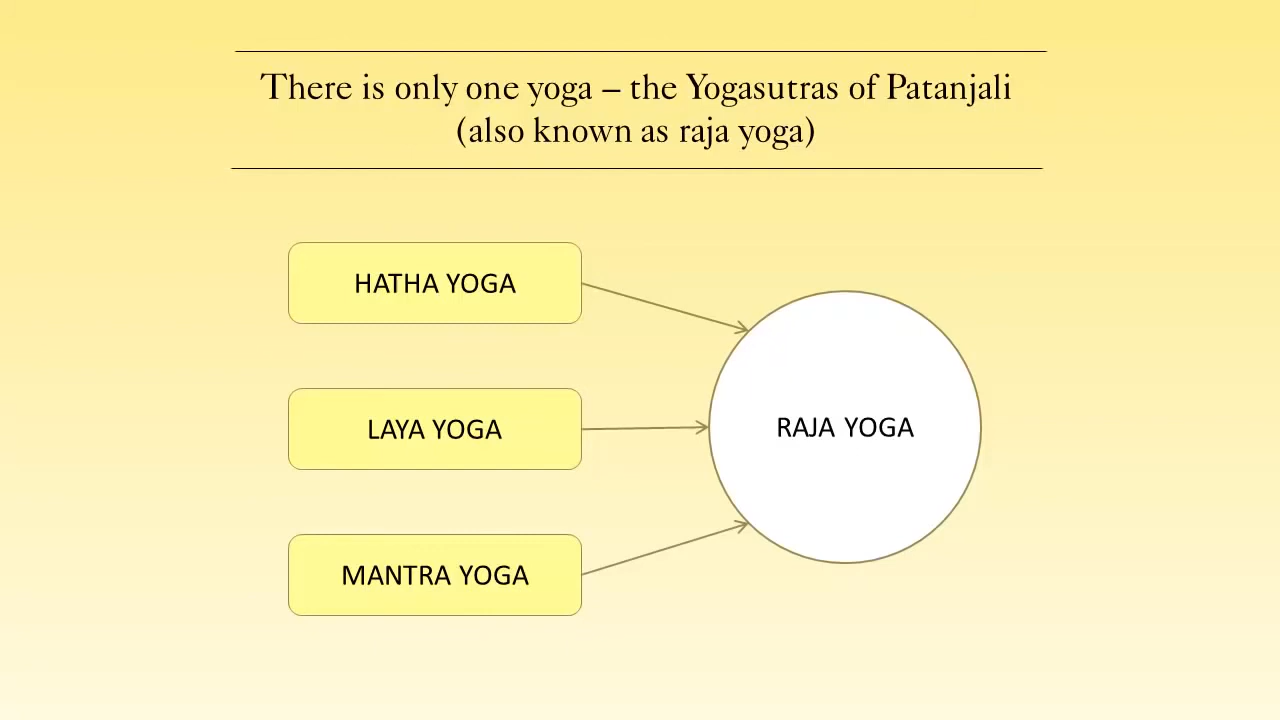 There is only one yoga – the Yogasutras of Patanjali
(also known as raja yoga)
HATHA YOGA
LAYA YOGA
RAJA YOGA
MANTRA YOGA